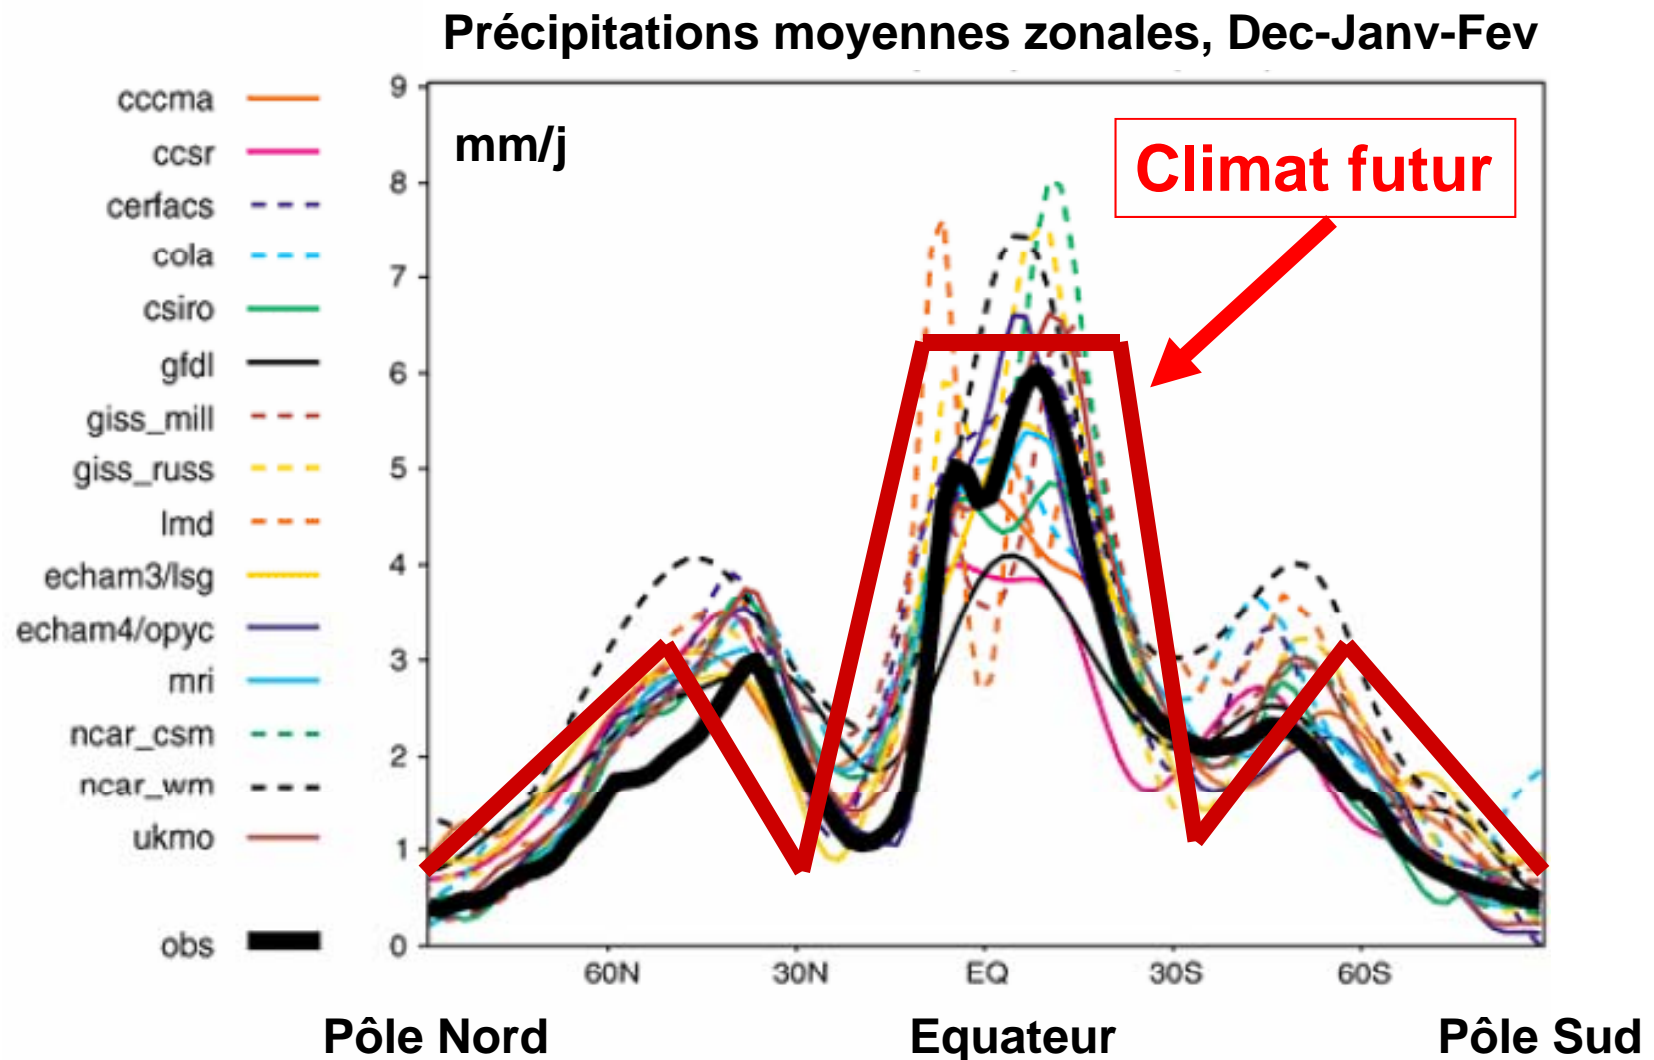 Précipitations moyennes zonales, Dec-Janv-Fev
cccma
ccsr
cerfacs
cola
csiro
gfdl
giss_mill
giss_russ
lmd
echam3/lsg
echam4/opyc
mri
ncar_csm
ncar_wm
ukmo
obs
9
8
7
6
5
4
3
2
1
0
mm/j
Climat futur
60N 30N EQ 30S 60S
Pôle Nord Equateur Pôle Sud